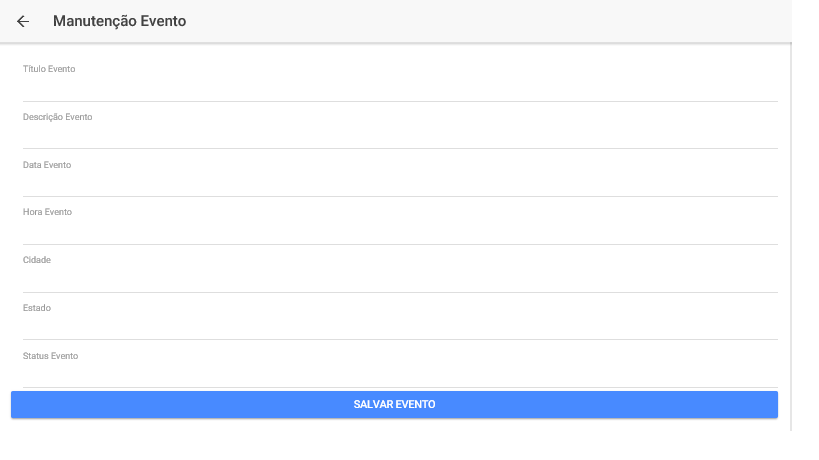 Manutenção Evento
Título Evento
Descrição Evento
Data Evento
Hora Evento
Cidade
Estado
Status Evento
SALVAR EVENTO